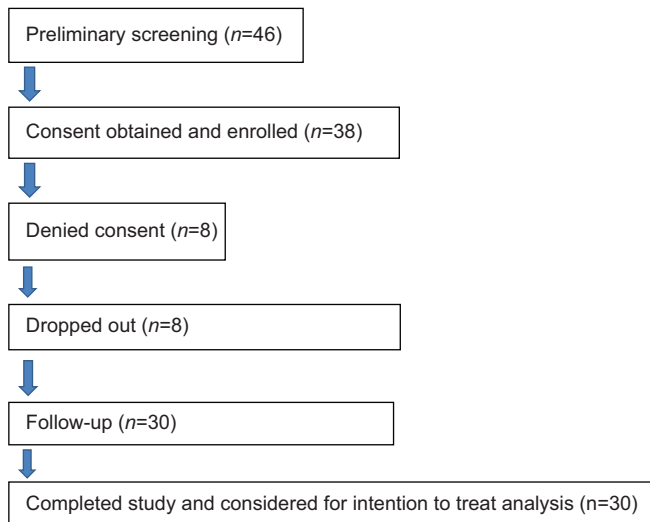 Preliminary screening (n=46)
Consent obtained and enrolled (n=38)
Denied consent (n=8)
Dropped out (n=8)
Follow-up (n=30)
Completed study and considered for intention to treat analysis (n=30)